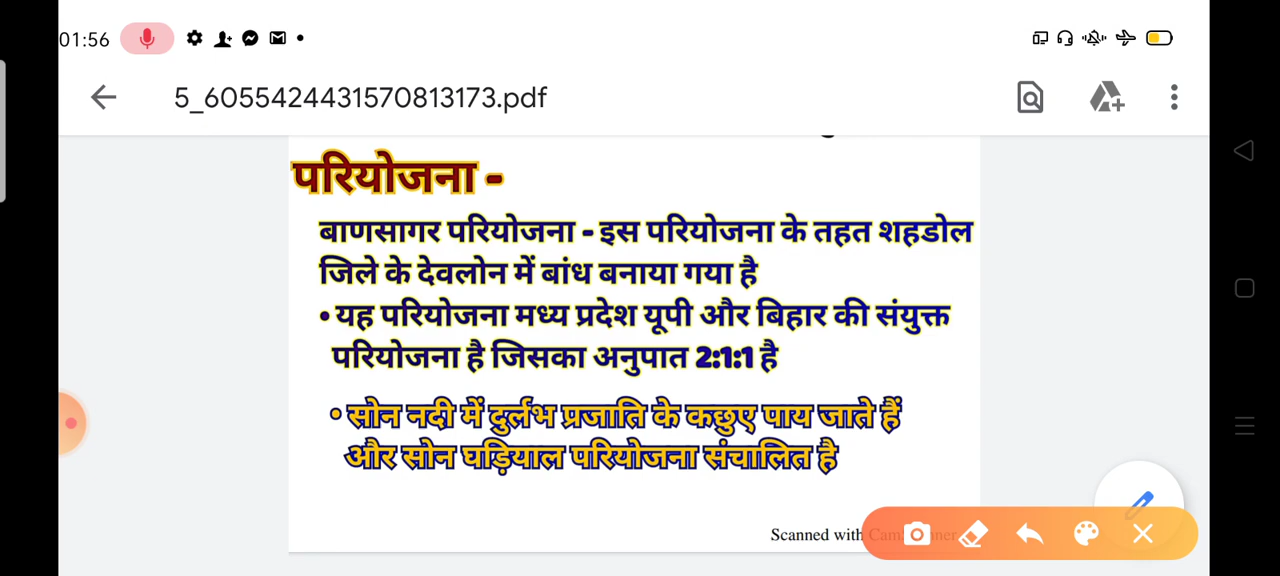 01:56
5_6055424431570813173.pdf
परियोजना -
बाणसागर परियोजना - इस परियोजना के तहत शहडोल
जिले के देवलोन में बांध बनाया गया है
• यह परियोजना मध्य प्रदेश यूपी और बिहार की संयुक्त
परियोजना है जिसका अनुपात 2:1:1 है
• सोन नदी में दुर्लभ प्रजाति के कछुए पाय जाते हैं
और सोन घड़ियाल परियोजना संचालित है
Scanned with